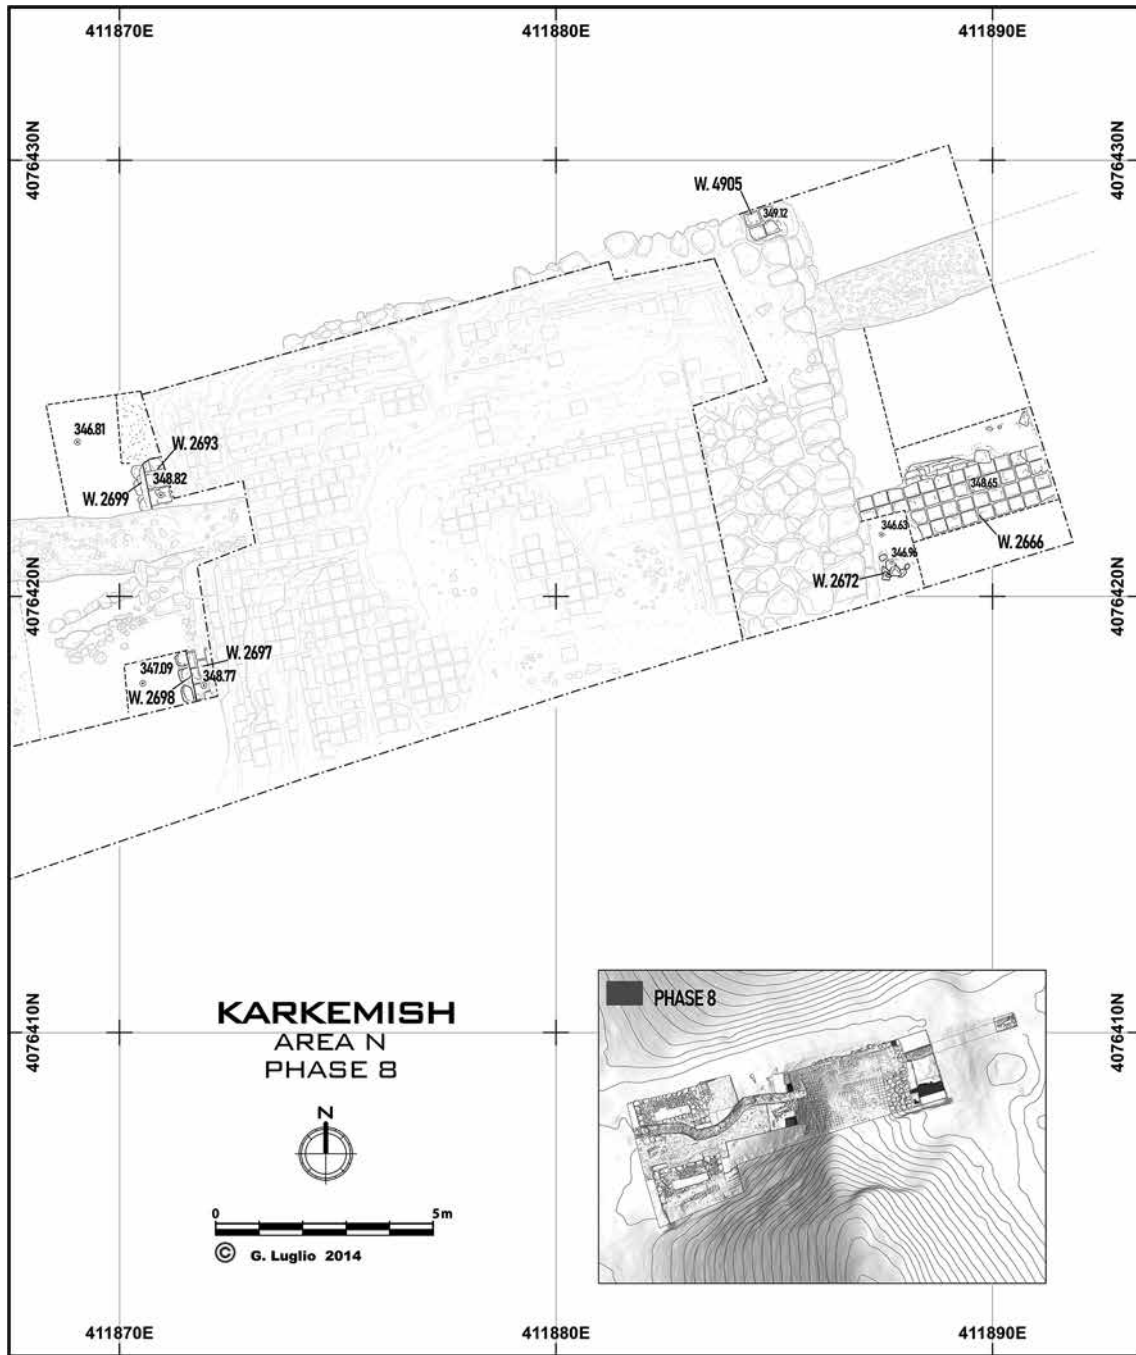 411870E
411880E
411890E
4076430N
4076430N
W. 4905
349.12
346.81
W. 2693
348.82
W. 2699
348.65
346.63
W. 2666
346.96
W. 2672
4076420N
4076420N
W. 2697
347.09
348.77
W. 2698
PHASE 8
KARKEMISH
AREA N
PHASE 8
4076410N
4076410N
N
0 5m
© G. Luglio 2014
411870E
411880E
411890E